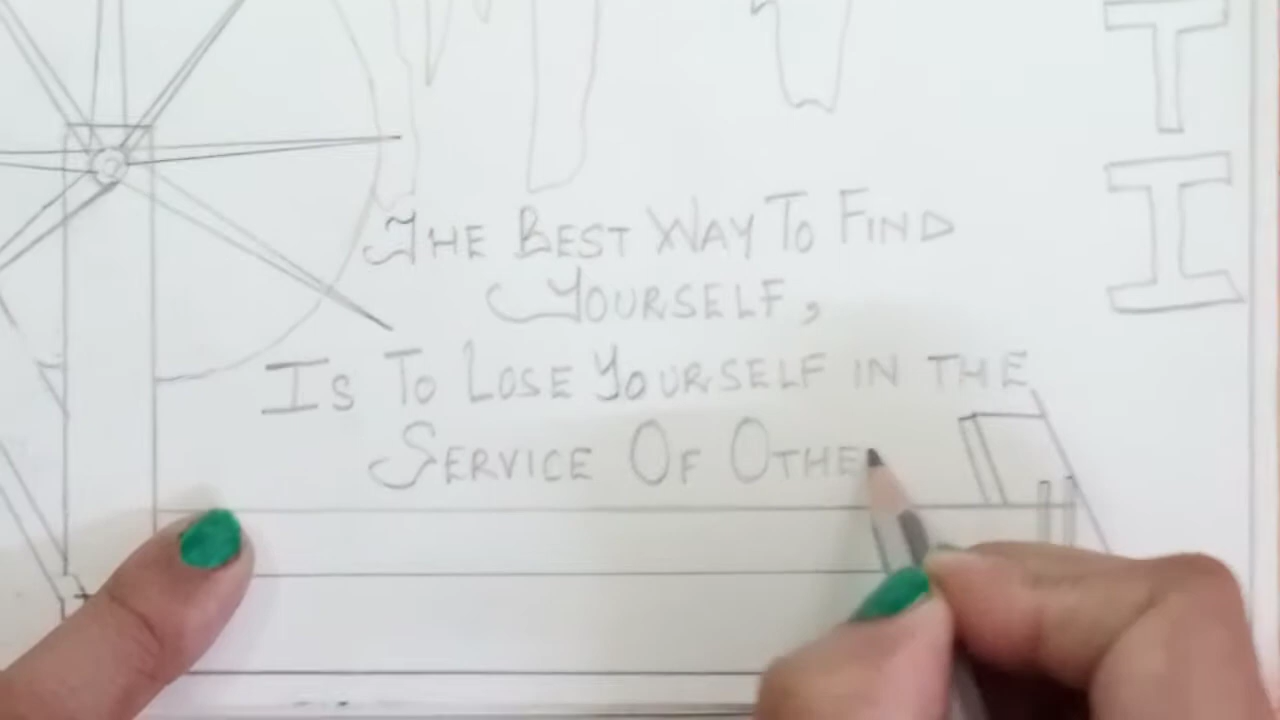 T
I
THE BEST WAY TO FIND
YOURSELF,
IS TO LOSE YOURSELF IN THE
SERVICE OF OTHE